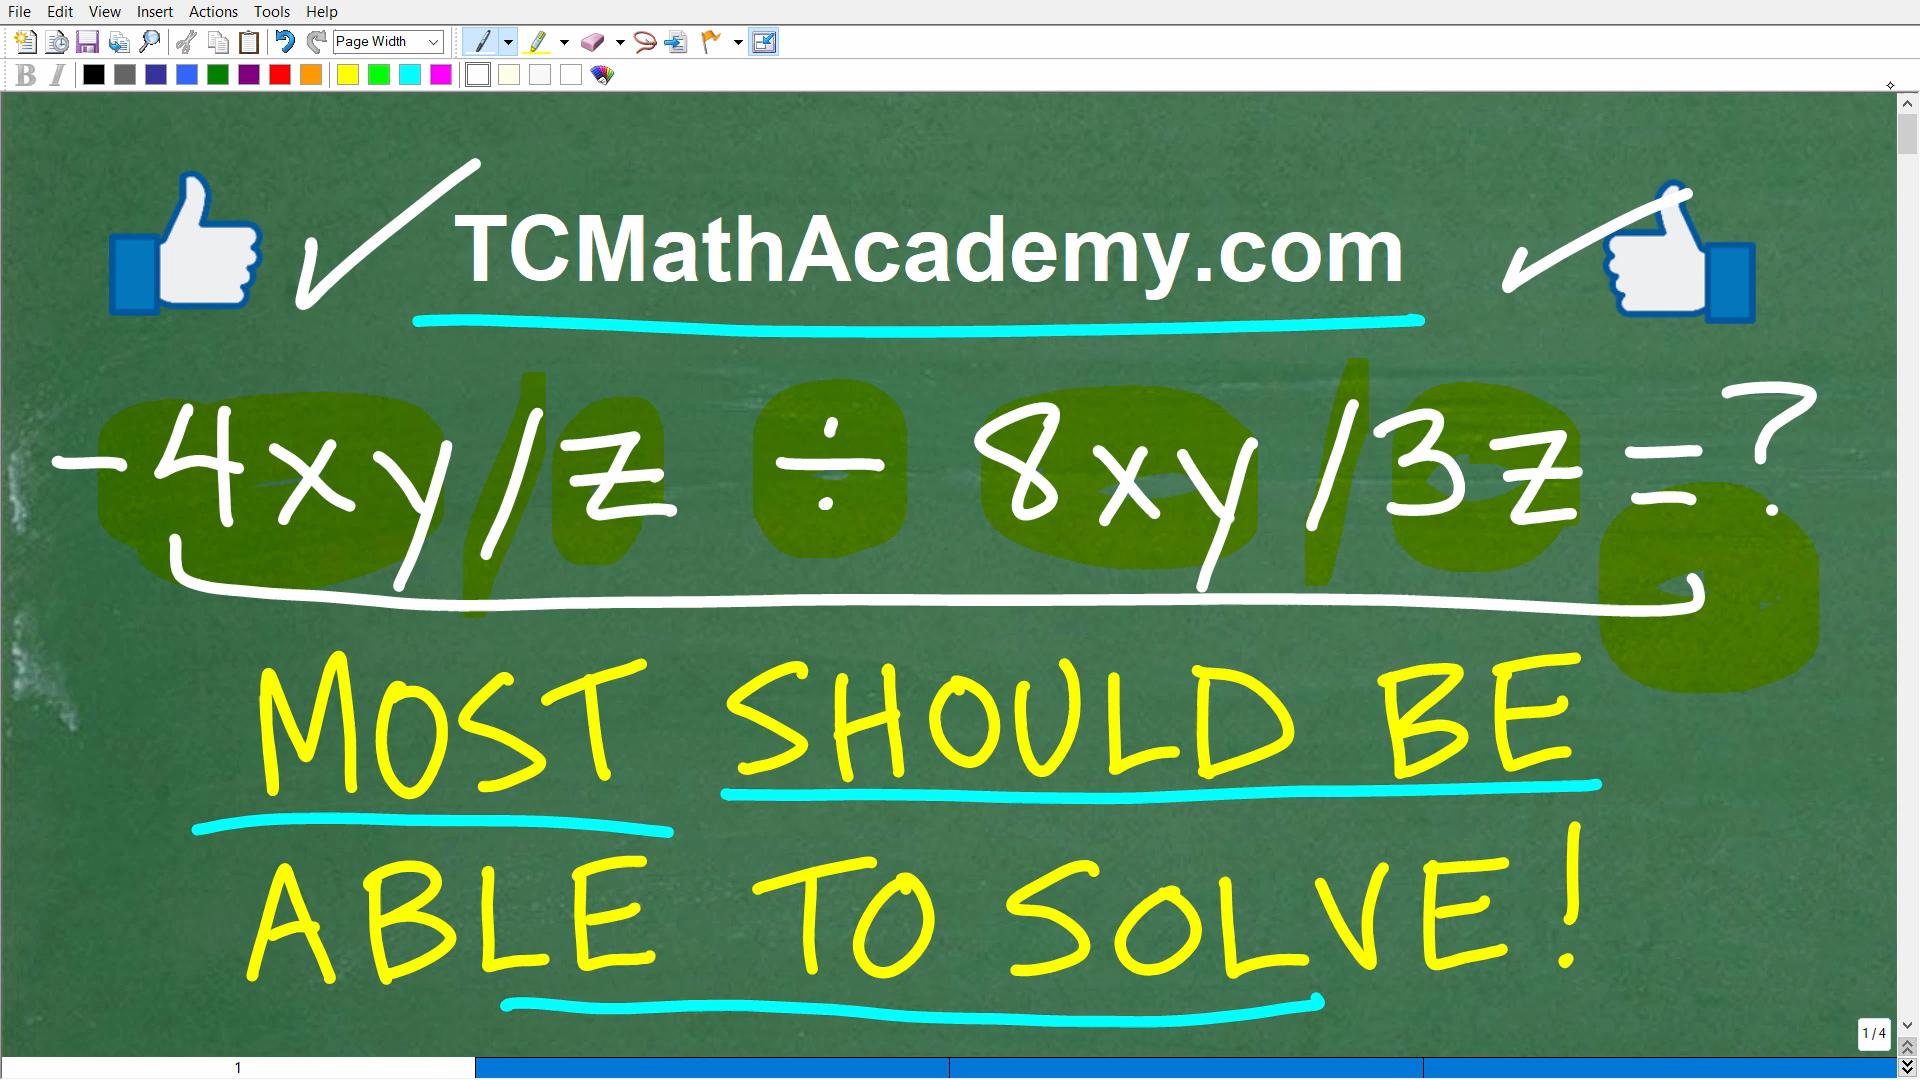 File Edit View Insert Actions Tools Help
Page Width
B I
TCMathAcademy.com
-4xy/z ÷ 8xy/3z = ?
MOST SHOULD BE
ABLE TO SOLVE!
1 / 4
1